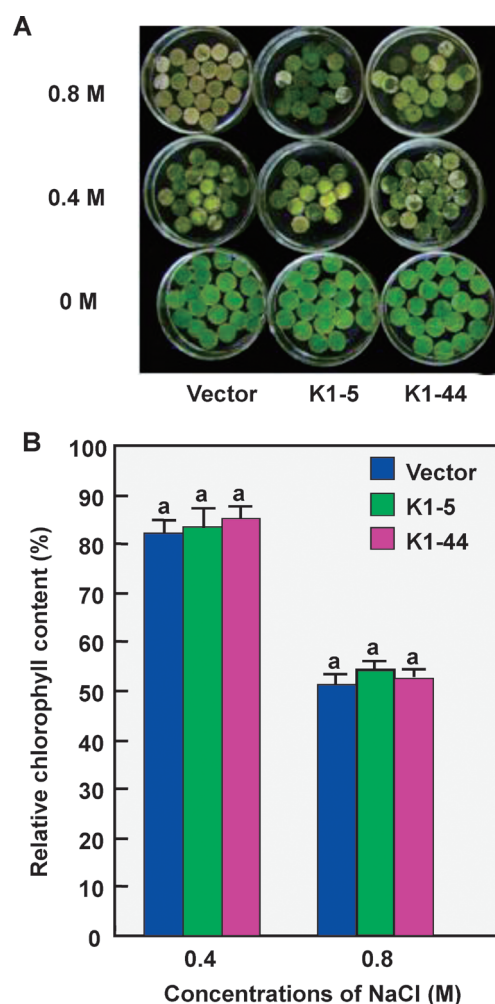 A
0.8 M
0.4 M
0 M
Vector K1-5 K1-44
B
Relative chlorophyll content (%)
100
90
80
70
60
50
40
30
20
10
0
Vector
K1-5
K1-44
a a a
a a a
0.4 0.8
Concentrations of NaCl (M)